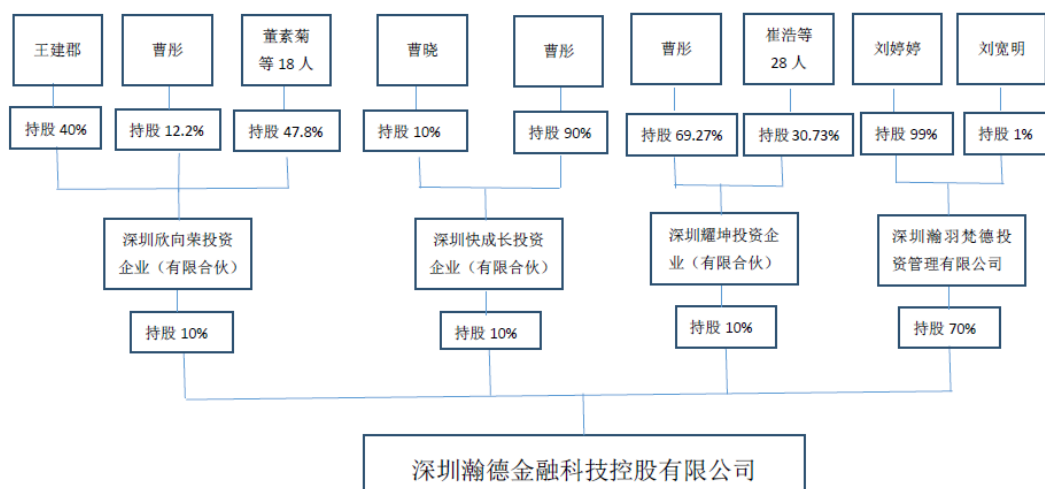 王建郡
曹彤
董素菊
等 18 人
曹晓
曹彤
曹彤
崔浩等
28 人
刘婷婷
刘宽明
持股 40%
持股 12.2%
持股 47.8%
持股 10%
持股 90%
持股 69.27%
持股 30.73%
持股 99%
持股 1%
深圳欣向荣投资
企业（有限合伙）
深圳快成长投资
企业（有限合伙）
深圳耀坤投资企
业（有限合伙）
深圳瀚羽梵德投
资管理有限公司
持股 10%
持股 10%
持股 10%
持股 70%
深圳瀚德金融科技控股有限公司